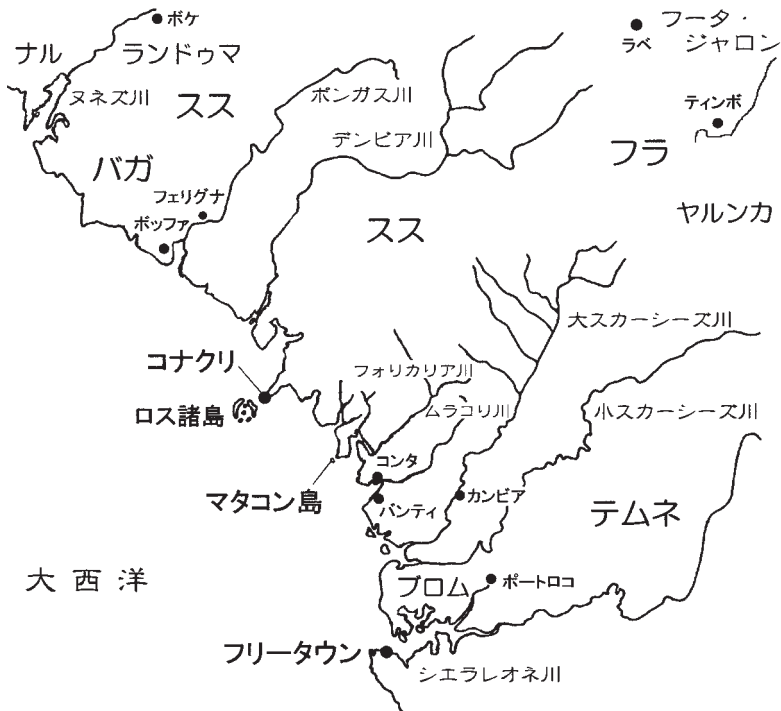 ボケ
ナル
ランドゥマ
ヌネズ川
スス
ポンガス川
デンビア川
フータ・
ジャロン
ラベ
ティンボ
フラ
バガ
フェリグナ
ボッファ
スス
ヤルンカ
大スカーシーズ川
コナクリ
フォリカリア川
ロス諸島
ムラコリ川
小スカーシーズ川
コンタ
マタコン島
バンティ
カンビア
テムネ
大西洋
ブロム
ポートロコ
フリータウン
シエラレオネ川